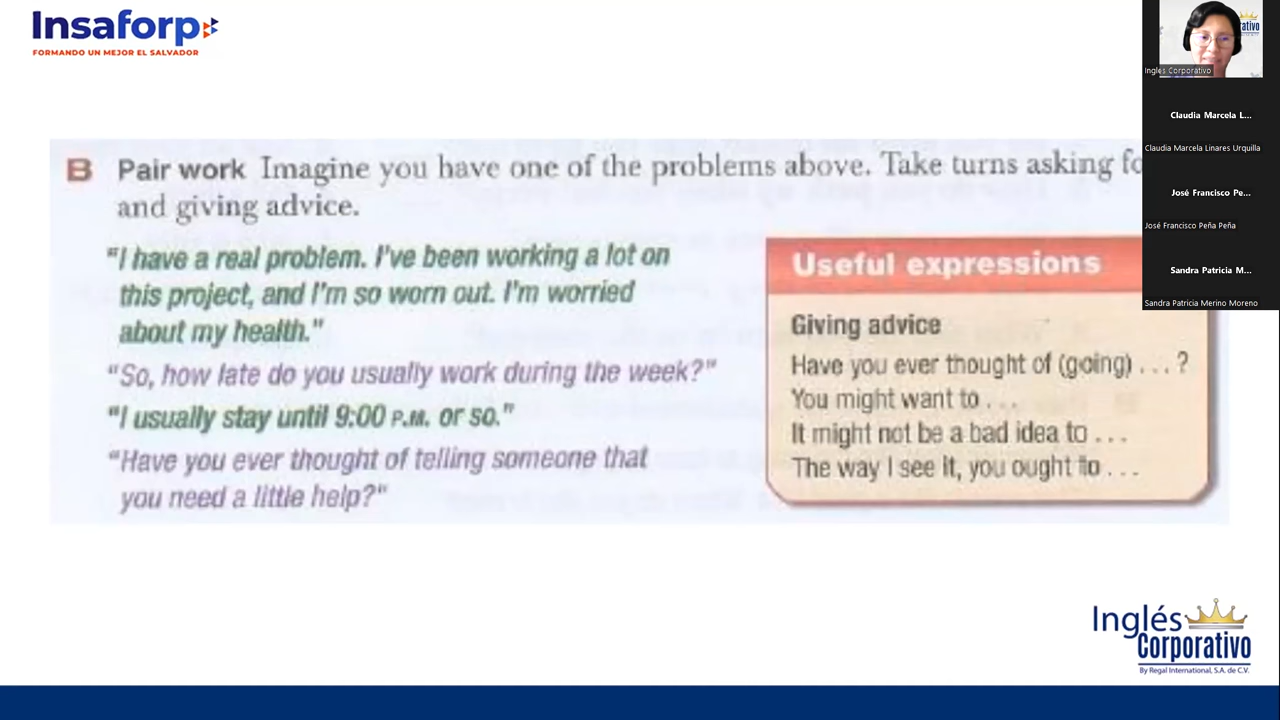 Insaforp
FORMANDO UN MEJOR EL SALVADOR
B Pair work Imagine you have one of the problems above. Take turns asking fo
and giving advice.
"I have a real problem. I've been working a lot on
this project, and I'm so worn out. I'm worried
about my health."
"So, how late do you usually work during the week?"
"I usually stay until 9:00 P.M. or so."
"Have you ever thought of telling someone that
you need a little help?"
Useful expressions
Giving advice
Have you ever thought of (going) . . . ?
You might want to . . .
It might not be a bad idea to . . .
The way I see it, you ought to . . .
ativo
Inglés Corporativo
Claudia Marcela L...
Claudia Marcela Linares Urquilla
José Francisco Pe...
José Francisco Peña Peña
Sandra Patricia M...
Sandra Patricia Merino Moreno
Inglés
Corporativo
By Regal International, S.A. de C.V.